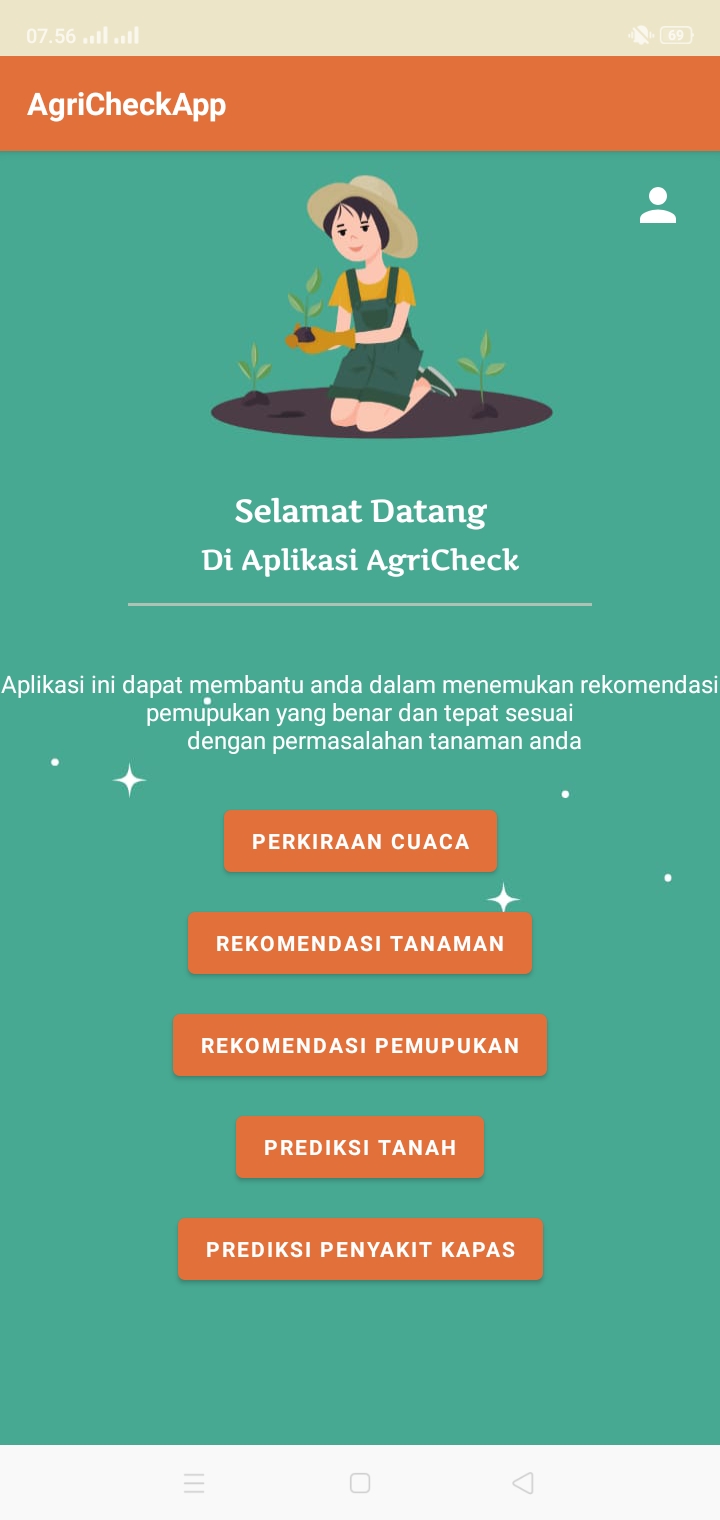 07.56
69
AgriCheckApp
Selamat Datang
Di Aplikasi AgriCheck
Aplikasi ini dapat membantu anda dalam menemukan rekomendasi
pemupukan yang benar dan tepat sesuai
dengan permasalahan tanaman anda
PERKIRAAN CUACA
REKOMENDASI TANAMAN
REKOMENDASI PEMUPUKAN
PREDIKSI TANAH
PREDIKSI PENYAKIT KAPAS